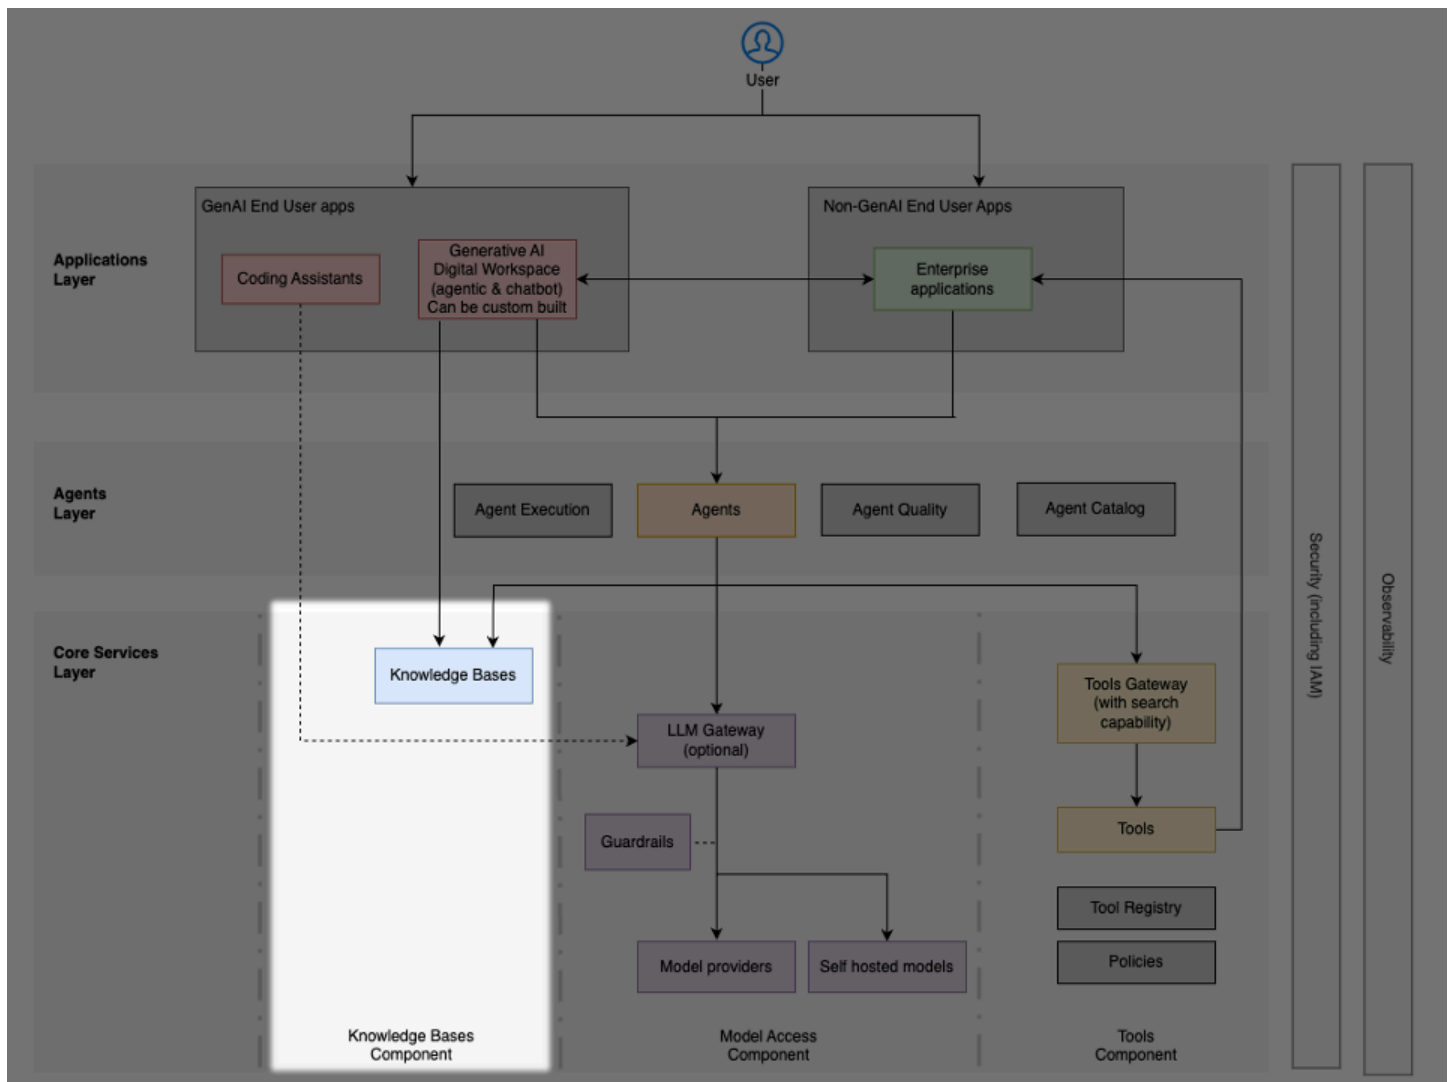 User
GenAI End User apps
Non-GenAI End User Apps
Applications
Layer
Coding Assistants
Generative AI
Digital Workspace
(agentic & chatbot)
Can be custom built
Enterprise
applications
Agents
Layer
Agent Execution
Agents
Agent Quality
Agent Catalog
Security (including IAM)
Observability
Core Services
Layer
Knowledge Bases
LLM Gateway
(optional)
Tools Gateway
(with search
capability)
Guardrails
Tools
Tool Registry
Model providers
Self hosted models
Policies
Knowledge Bases
Component
Model Access
Component
Tools
Component